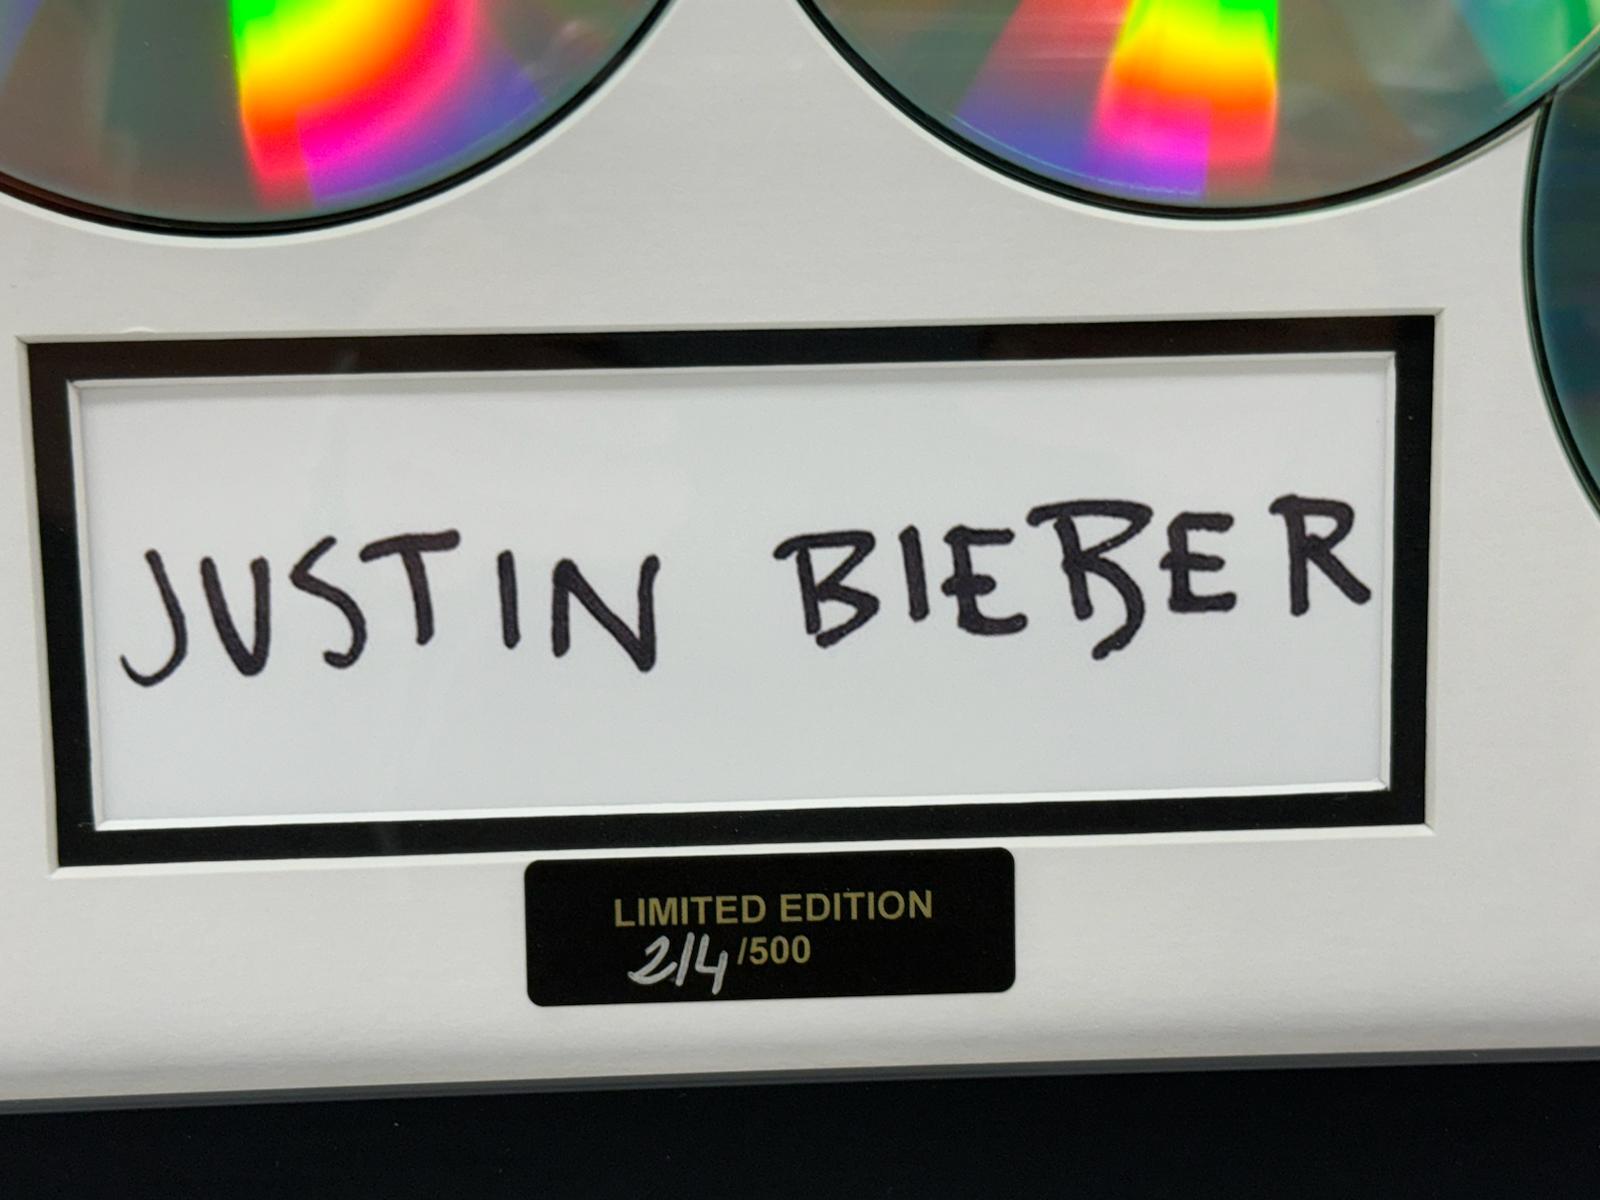 JUSTIN BIEBER
LIMITED EDITION
214/500